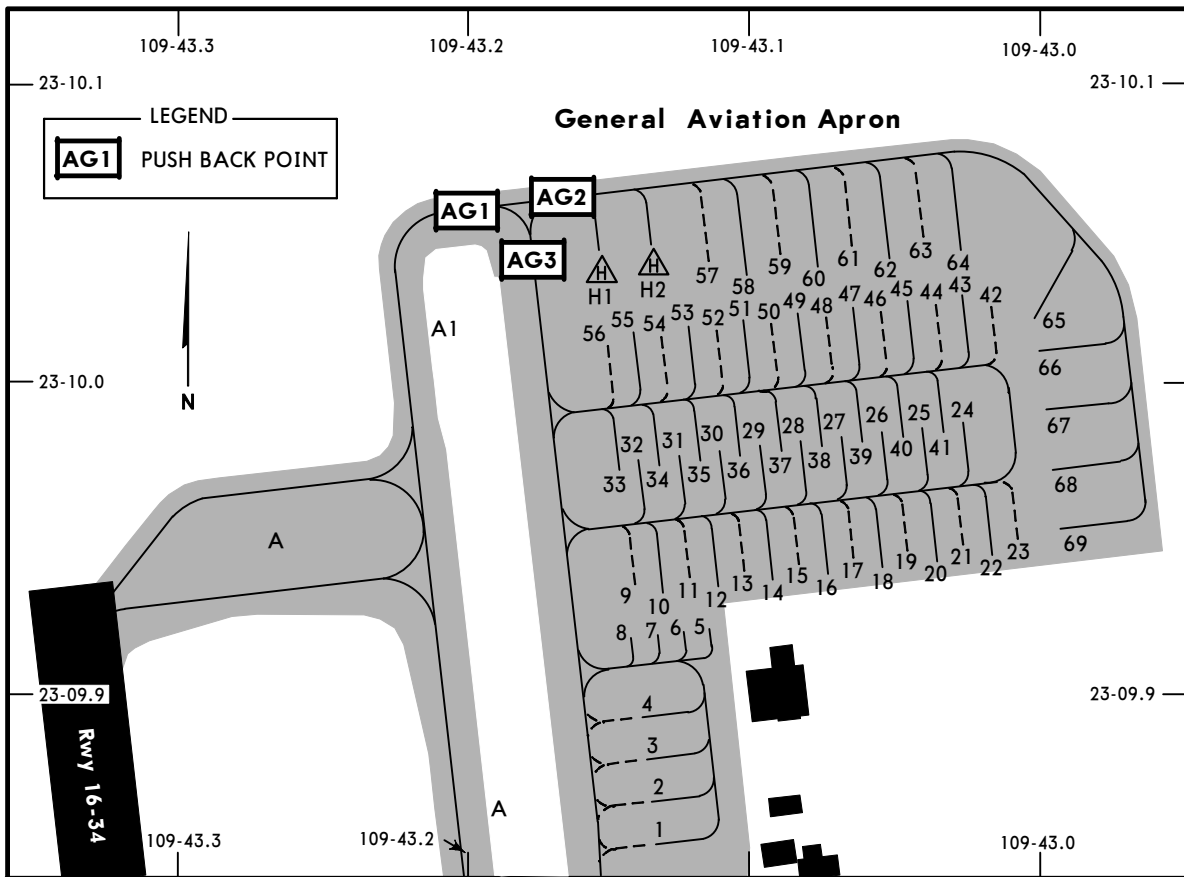 109-43.3 109-43.2 109-43.1 109-43.0
23-10.1 23-10.1
LEGEND
AG1 PUSH BACK POINT
General Aviation Apron
AG1 AG2
AG3
H H
H1 H2
57 58 59 60 61 62 63 64
A1
56 55 54 53 52 51 50 49 48 47 46 45 44 43 42
65
23-10.0
66
N
32 31 30 29 28 27 26 25 24
67
33 34 35 36 37 38 39 40 41
68
A
69
9 10 11 12 13 14 15 16 17 18 19 20 21 22 23
8 7 6 5
23-09.9 23-09.9
4
Rwy 16-34
3
2
A
1
109-43.3 109-43.2 109-43.0